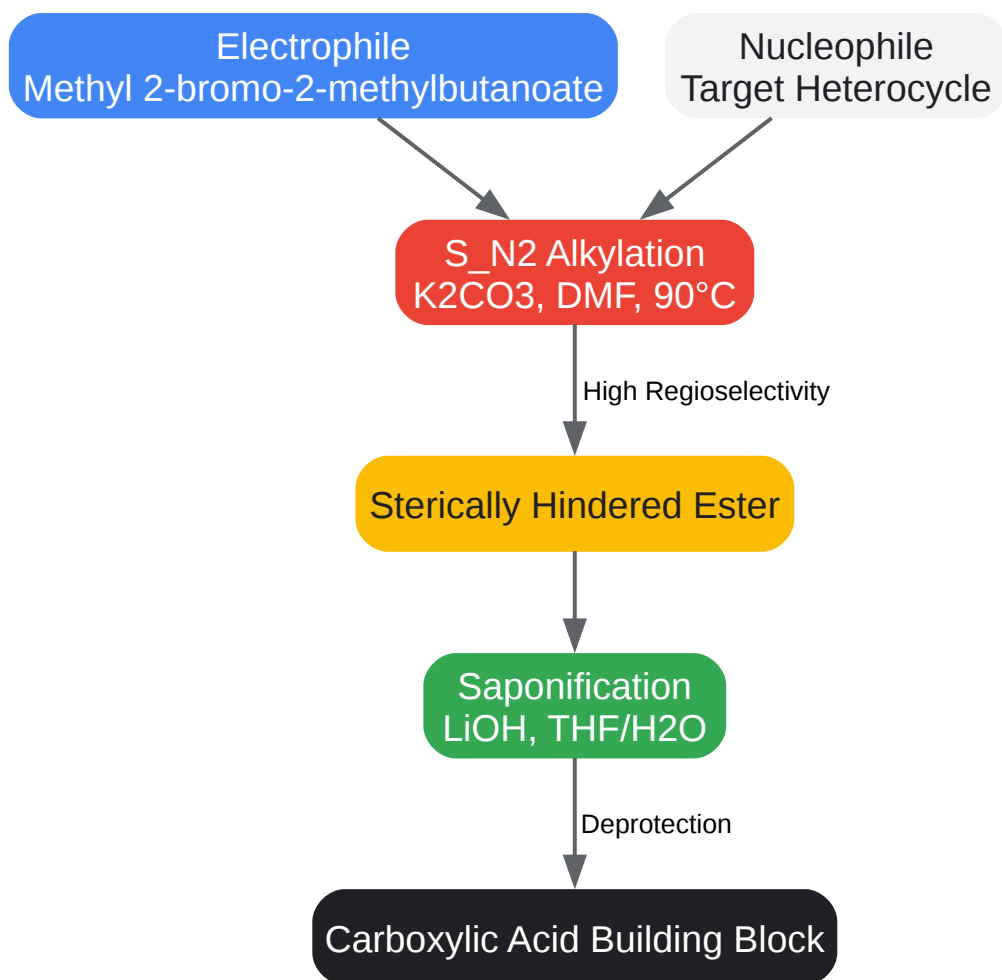 Electrophile
Methyl 2-bromo-2-methylbutanoate
Nucleophile
Target Heterocycle
S_N2 Alkylation
K2CO3, DMF, 90°C
High Regioselectivity
Sterically Hindered Ester
Saponification
LiOH, THF/H2O
Deprotection
Carboxylic Acid Building Block